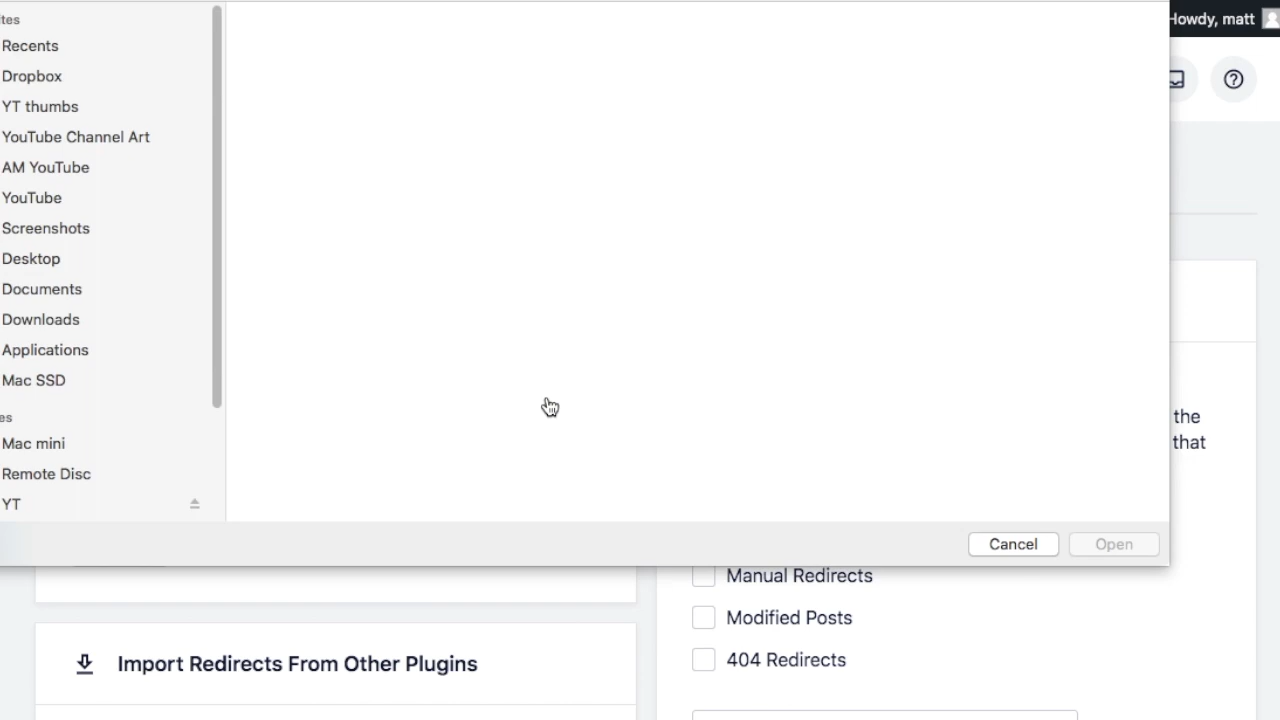 tes
Recents
Dropbox
YT thumbs
YouTube Channel Art
AM YouTube
YouTube
Screenshots
Desktop
Documents
Downloads
Applications
Mac SSD
es
Mac mini
Remote Disc
YT
Howdy, matt
the
that
Cancel
Open
Manual Redirects
Modified Posts
404 Redirects
Import Redirects From Other Plugins